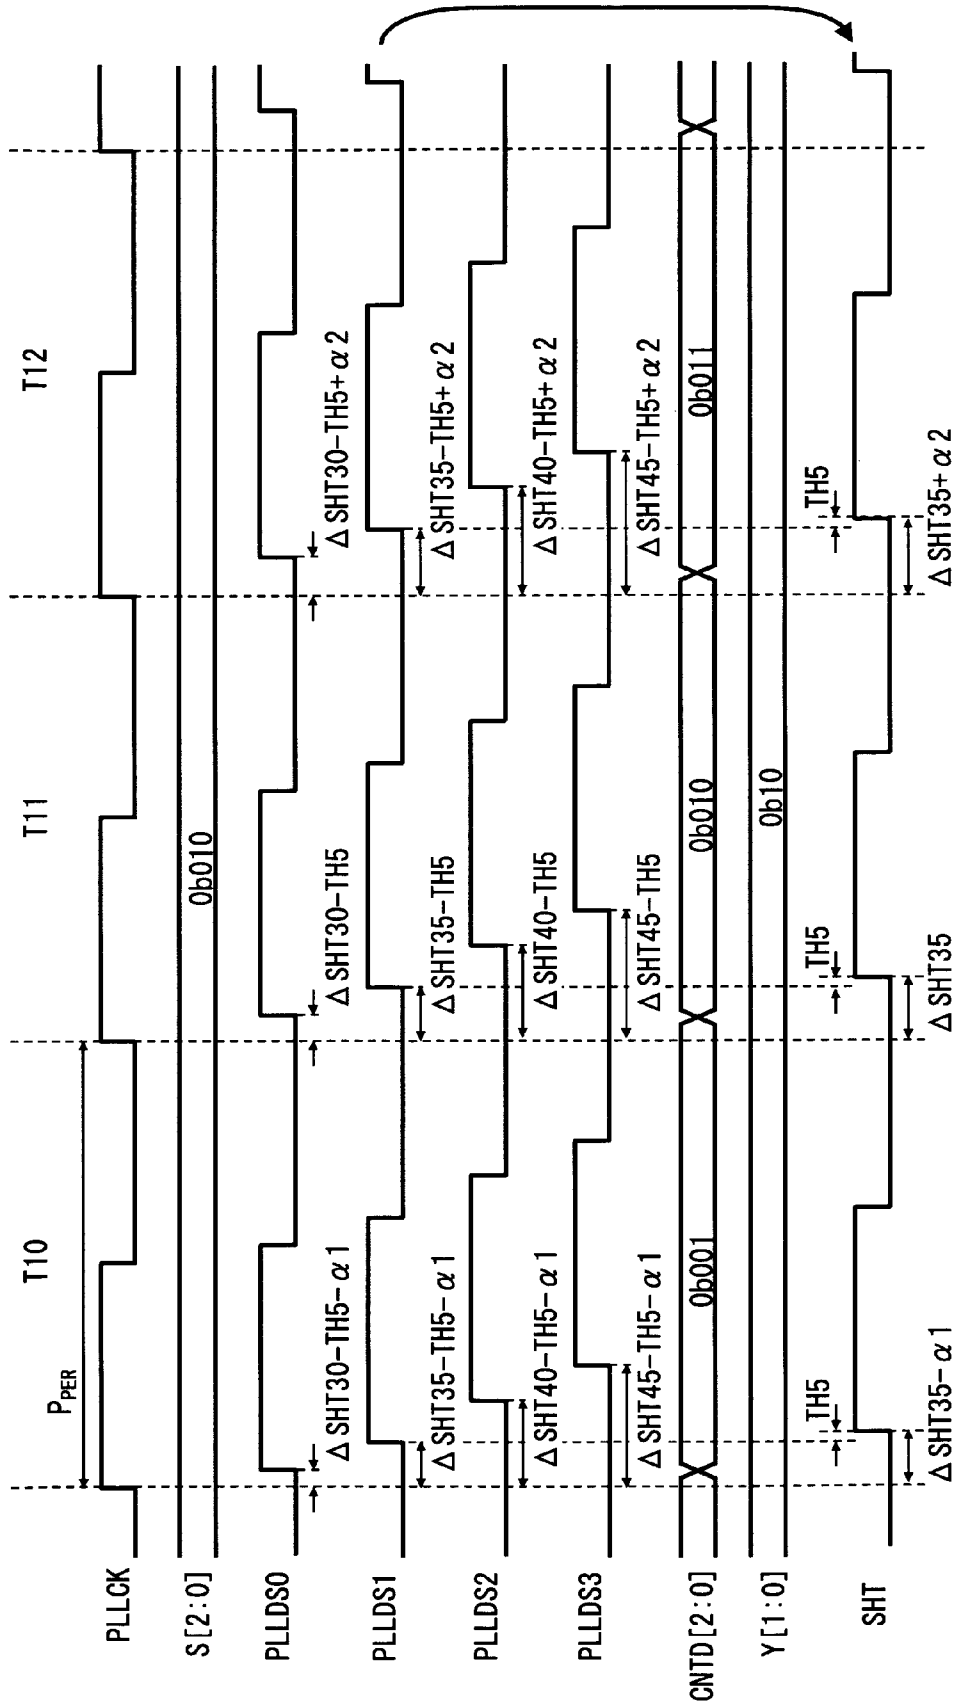 T10
T11
T12
PPER
PLLCK
S[2:0]
0b010
PLLDS0
ΔSHT30-TH5-α1
ΔSHT30-TH5
ΔSHT30-TH5+α2
PLLDS1
ΔSHT35-TH5-α1
ΔSHT35-TH5
ΔSHT35-TH5+α2
PLLDS2
ΔSHT40-TH5-α1
ΔSHT40-TH5
ΔSHT40-TH5+α2
PLLDS3
ΔSHT45-TH5-α1
ΔSHT45-TH5
ΔSHT45-TH5+α2
CNTD[2:0]
0b001
0b010
0b011
Y[1:0]
0b10
TH5
TH5
TH5
SHT
ΔSHT35-α1
ΔSHT35
ΔSHT35+α2